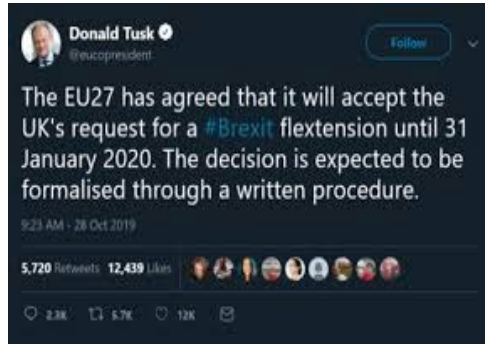 Donald Tusk
@eucopresident
Follow
The EU27 has agreed that it will accept the
UK's request for a #Brexit flextension until 31
January 2020. The decision is expected to be
formalised through a written procedure.
9:23 AM - 28 Oct 2019
5,720 Retweets 12,439 Likes
2.3K 5.7K 12K